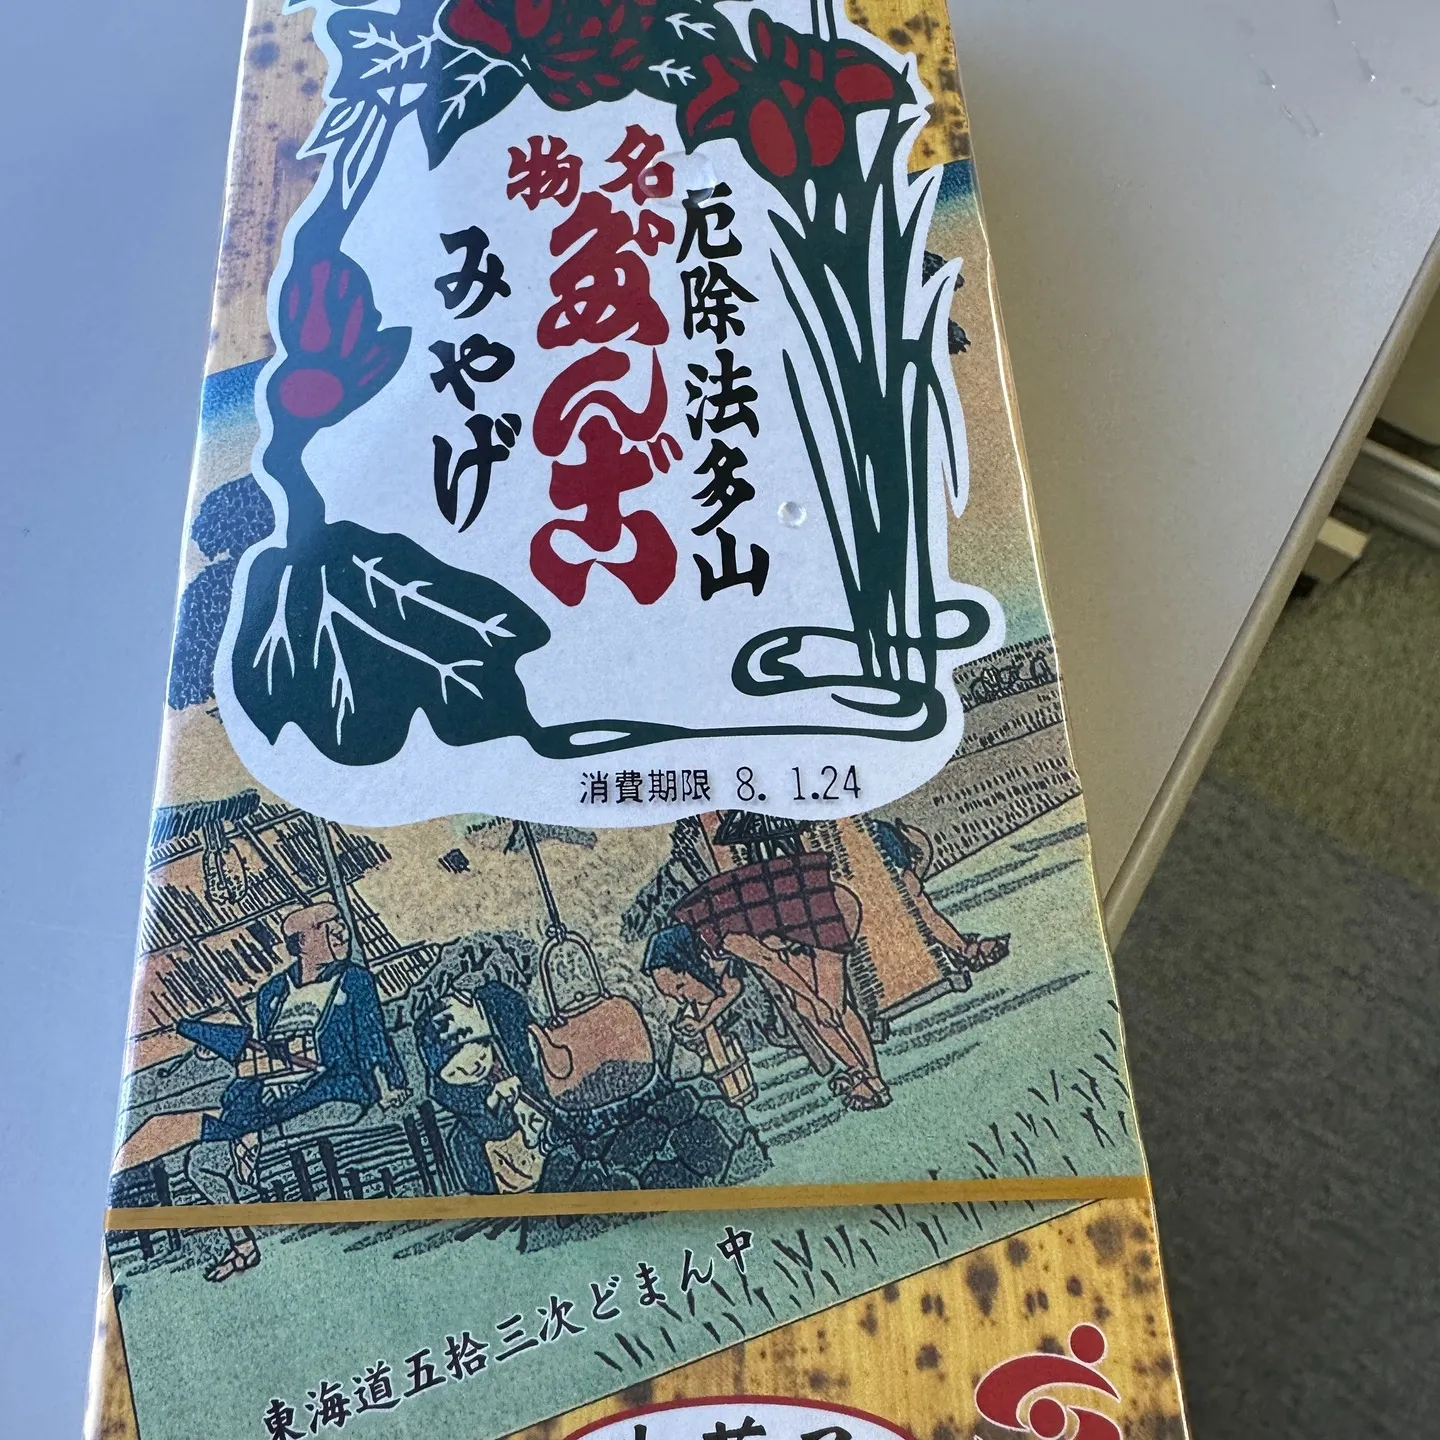 厄除法多山
名物
だんご
みやげ
消費期限 8. 1.24
東海道五拾三次どまん中